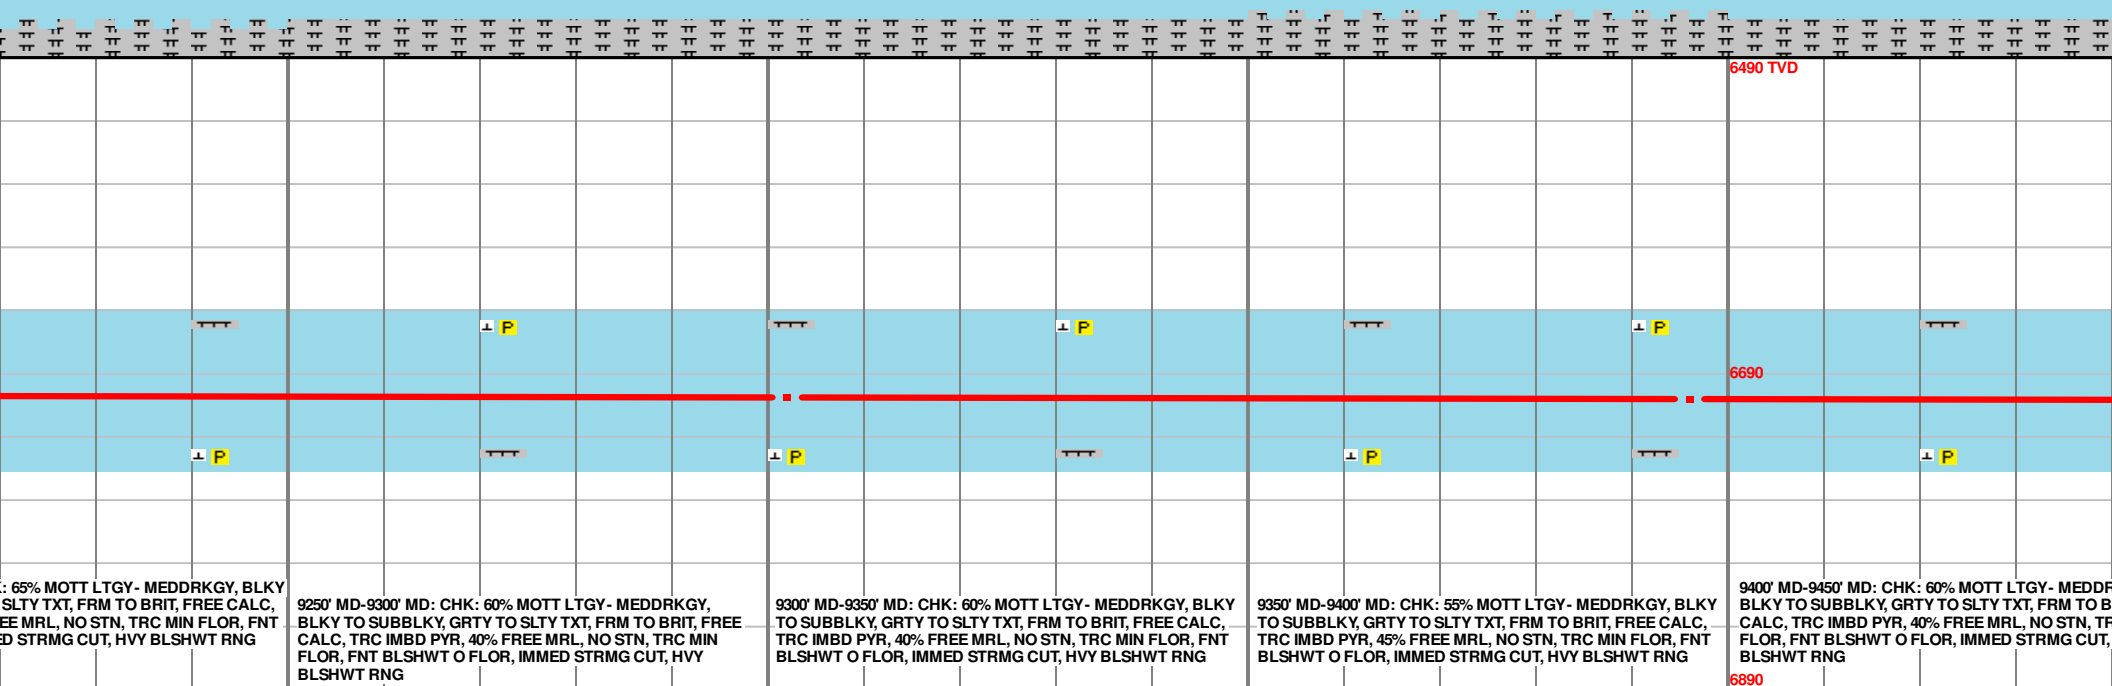 6490 TVD
P
P
P
6690
P
P
P
P
: 65% MOTT LTGY- MEDDRKGY, BLKY
SLTY TXT, FRM TO BRIT, FREE CALC,
EE MRL, NO STN, TRC MIN FLOR, FNT
ED STRMG CUT, HVY BLSHWT RNG
9250' MD-9300' MD: CHK: 60% MOTT LTGY- MEDDRKGY,
BLKY TO SUBBLKY, GRTY TO SLTY TXT, FRM TO BRIT, FREE
CALC, TRC IMBD PYR, 40% FREE MRL, NO STN, TRC MIN
FLOR, FNT BLSHWT O FLOR, IMMED STRMG CUT, HVY
BLSHWT RNG
9300' MD-9350' MD: CHK: 60% MOTT LTGY- MEDDRKGY, BLKY
TO SUBBLKY, GRTY TO SLTY TXT, FRM TO BRIT, FREE CALC,
TRC IMBD PYR, 40% FREE MRL, NO STN, TRC MIN FLOR, FNT
BLSHWT O FLOR, IMMED STRMG CUT, HVY BLSHWT RNG
9350' MD-9400' MD: CHK: 55% MOTT LTGY- MEDDRKGY, BLKY
TO SUBBLKY, GRTY TO SLTY TXT, FRM TO BRIT, FREE CALC,
TRC IMBD PYR, 45% FREE MRL, NO STN, TRC MIN FLOR, FNT
BLSHWT O FLOR, IMMED STRMG CUT, HVY BLSHWT RNG
9400' MD-9450' MD: CHK: 60% MOTT LTGY- MEDDR
BLKY TO SUBBLKY, GRTY TO SLTY TXT, FRM TO B
CALC, TRC IMBD PYR, 40% FREE MRL, NO STN, TR
FLOR, FNT BLSHWT O FLOR, IMMED STRMG CUT,
BLSHWT RNG
6890